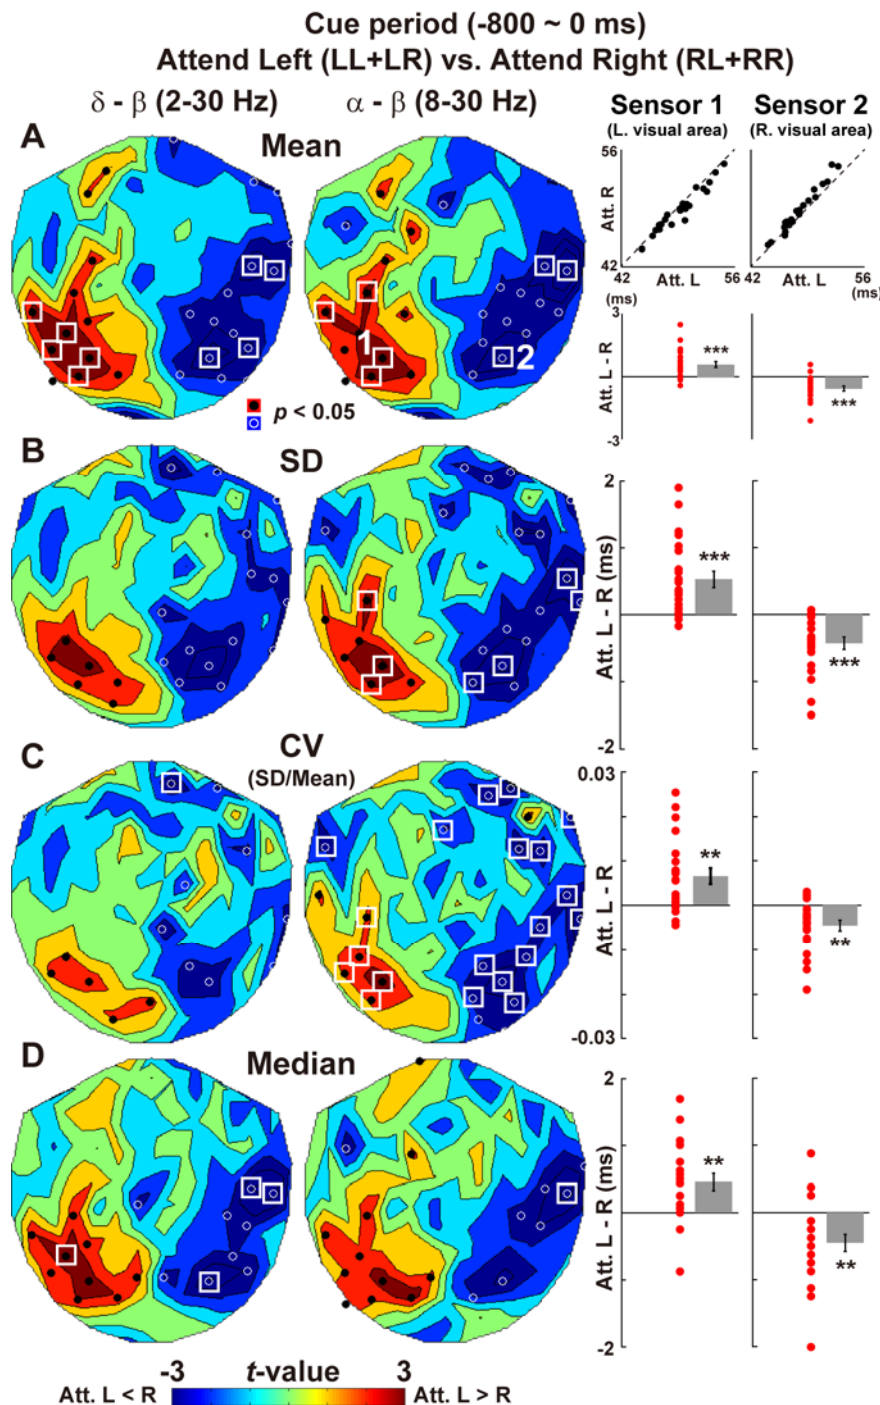 Cue period (-800 ~ 0 ms)
Attend Left (LL+LR) vs. Attend Right (RL+RR)
δ - β (2-30 Hz)
α - β (8-30 Hz)
Sensor 1
(L. visual area)
Sensor 2
(R. visual area)
A
Mean
56
Att. R
42
42
Att. L
56
(ms)
42
56
(ms)
1
2
p < 0.05
3
Att. L - R
-3
***
***
B
SD
2
Att. L - R (ms)
-2
***
***
C
CV
(SD/Mean)
0.03
Att. L - R
-0.03
**
**
D
Median
2
Att. L - R (ms)
-2
**
**
-3
t-value
3
Att. L < R
Att. L > R